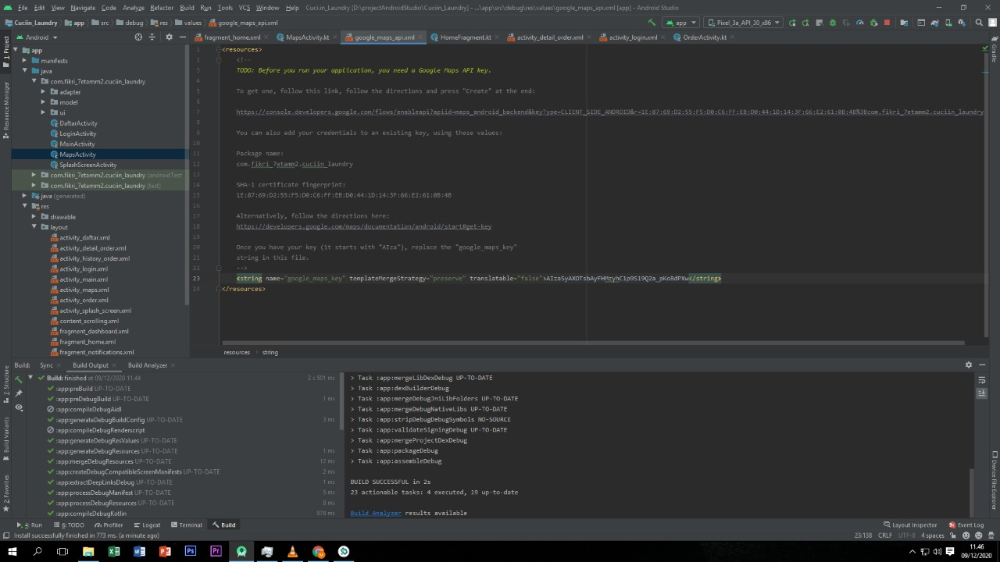 File Edit View Navigate Code Analyze Refactor Build Run Tools VCS Window Help Cuciin_Laundry [D:\projectAndroidStudio\Cuciin_Laundry] - ...\app\src\debug\res\values\google_maps_api.xml [app] - Android Studio
Cuciin_Laundry app src debug res values google_maps_api.xml app Pixel_3a_API_30_x86
Android fragment_home.xml MapsActivity.kt google_maps_api.xml HomeFragment.kt activity_detail_order.xml activity_login.xml OrderActivity.kt
1: Project
Resource Manager
Gradle
app
manifests
java
com.fikri_7etamm2.cuciin_laundry
adapter
model
ui
DaftarActivity
LoginActivity
MainActivity
MapsActivity
SplashScreenActivity
com.fikri_7etamm2.cuciin_laundry (androidTest
com.fikri_7etamm2.cuciin_laundry (test)
java (generated)
res
drawable
layout
activity_daftar.xml
activity_detail_order.xml
activity_history_order.xml
activity_login.xml
activity_main.xml
activity_maps.xml
activity_order.xml
activity_splash_screen.xml
content_scrolling.xml
fragment_dashboard.xml
fragment_home.xml
fragment_notifications.xml
1 <resources>
2 <!--
3 TODO: Before you run your application, you need a Google Maps API key.
4
5 To get one, follow this link, follow the directions and press "Create" at the end:
6
7 https://console.developers.google.com/flows/enableapi?apiid=maps_android_backend&keyType=CLIENT_SIDE_ANDROID&r=1E:87:69:D2:55:F5:D0:C6:FF:EB:D0:44:1D:14:3F:66:E2:61:0B:4B%3Bcom.fikri_7etamm2.cuciin_laundry
8
9 You can also add your credentials to an existing key, using these values:
10
11 Package name:
12 com.fikri_7etamm2.cuciin_laundry
13
14 SHA-1 certificate fingerprint:
15 1E:87:69:D2:55:F5:D0:C6:FF:EB:D0:44:1D:14:3F:66:E2:61:0B:4B
16
17 Alternatively, follow the directions here:
18 https://developers.google.com/maps/documentation/android/start#get-key
19
20 Once you have your key (it starts with "AIza"), replace the "google_maps_key"
21 string in this file.
22 -->
23 <string name="google_maps_key" templateMergeStrategy="preserve" translatable="false">AIzaSyAXOTsbAyFHMzyhC1p9S19Q2a_pKoBdPXw</string>
24 </resources>
resources string
Build: Sync Build Output Build Analyzer
2: Structure
Build Variants
2: Favorites
Device File Explorer
Build: finished at 09/12/2020 11.44 2 s 501 ms
:app:preBuild UP-TO-DATE
:app:preDebugBuild UP-TO-DATE 1 ms
:app:compileDebugAidl
:app:generateDebugBuildConfig UP-TO-DATE 3 ms
:app:compileDebugRenderscript
:app:generateDebugResValues UP-TO-DATE
:app:generateDebugResources UP-TO-DATE 1 ms
:app:mergeDebugResources UP-TO-DATE 12 ms
:app:createDebugCompatibleScreenManifests UP-TO-DATE 2 ms
:app:extractDeepLinksDebug UP-TO-DATE 1 ms
:app:processDebugManifest UP-TO-DATE 5 ms
:app:processDebugResources UP-TO-DATE 8 ms
:app:compileDebugKotlin 978 ms
> Task :app:mergeLibDexDebug UP-TO-DATE
> Task :app:dexBuilderDebug
> Task :app:mergeDebugJniLibFolders UP-TO-DATE
> Task :app:mergeDebugNativeLibs UP-TO-DATE
> Task :app:stripDebugDebugSymbols NO-SOURCE
> Task :app:validateSigningDebug UP-TO-DATE
> Task :app:mergeProjectDexDebug
> Task :app:packageDebug
> Task :app:assembleDebug
BUILD SUCCESSFUL in 2s
23 actionable tasks: 4 executed, 19 up-to-date
Build Analyzer results available
4: Run 6: TODO Profiler Logcat Terminal Build Layout Inspector Event Log
Install successfully finished in 773 ms. (a minute ago) 23:138 CRLF UTF-8 4 spaces
11.46
09/12/2020